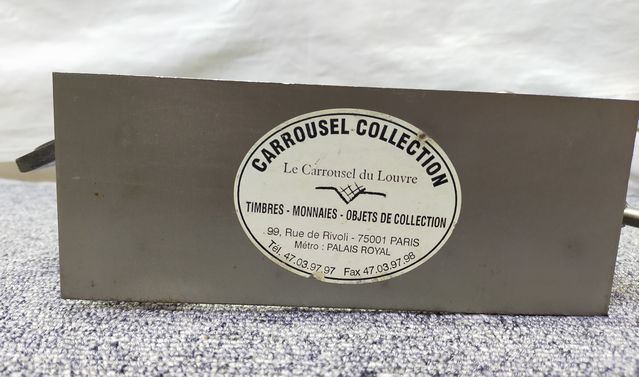 CARROUSEL COLLECTION
Le Carrousel du Louvre
TIMBRES - MONNAIES - OBJETS DE COLLECTION
99, Rue de Rivoli - 75001 PARIS
Métro : PALAIS ROYAL
Tél. 47.03.97.97 Fax 47.03.97.98